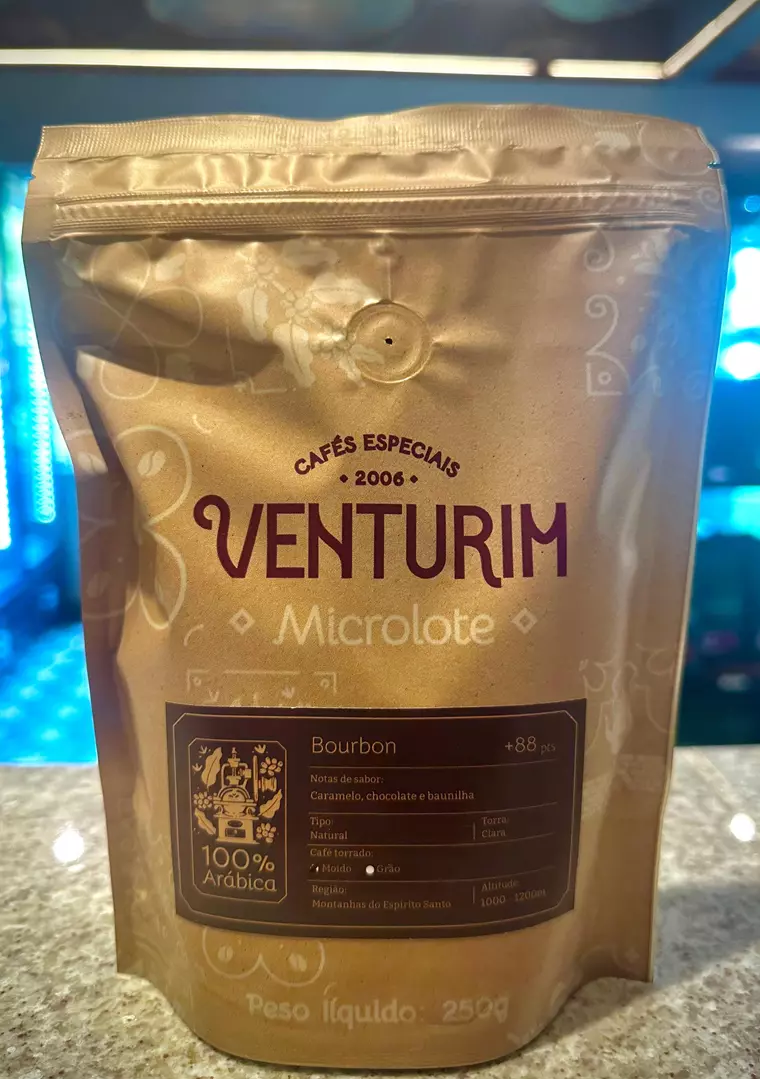 CAFÉS ESPECIAIS
• 2006 •
VENTURIM
Microlote
Bourbon +88 pts
Notas de sabor:
Caramelo, chocolate e baunilha
Tipo: Torra:
Natural Clara
Café torrado:
Moído Grão
Região: Altitude:
Montanhas do Espírito Santo 1000 - 1200m
100%
Arábica
Peso líquido: 250g